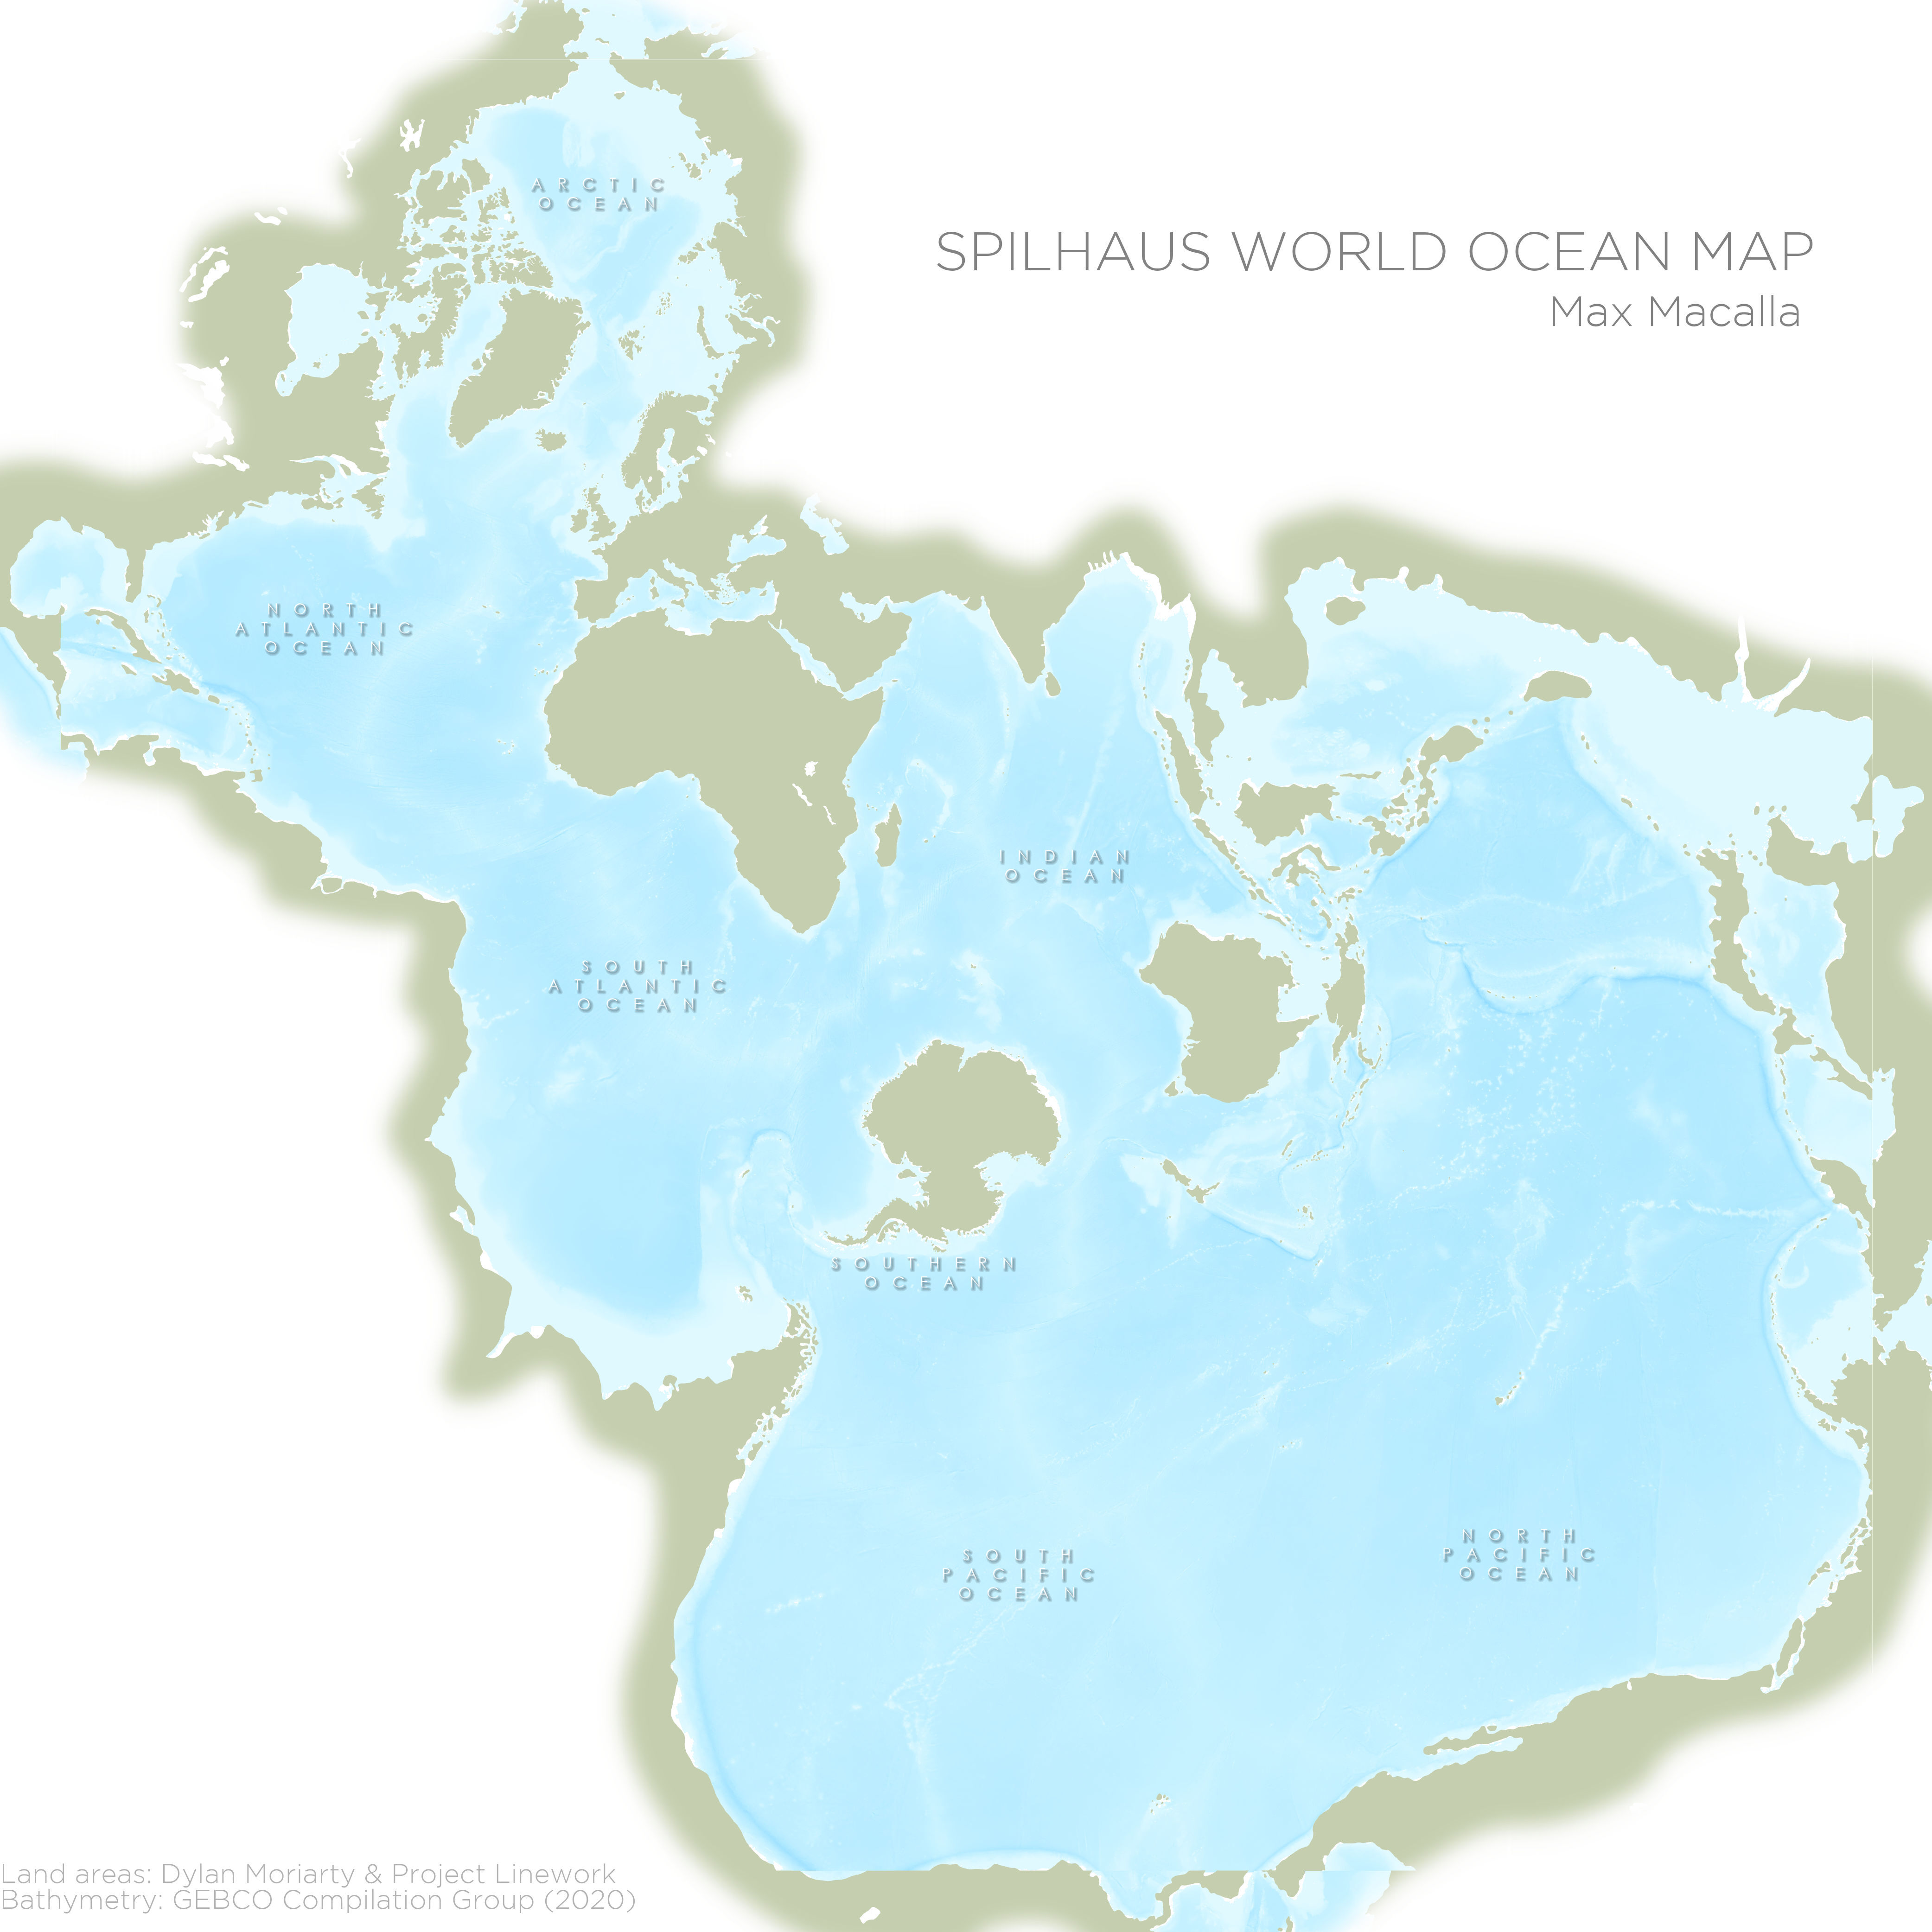 ARCTIC
OCEAN
SPILHAUS WORLD OCEAN MAP
Max Macalla
NORTH
ATLANTIC
OCEAN
INDIAN
OCEAN
SOUTH
ATLANTIC
OCEAN
SOUTHERN
OCEAN
SOUTH
PACIFIC
OCEAN
NORTH
PACIFIC
OCEAN
Land areas: Dylan Moriarty & Project Linework
Bathymetry: GEBCO Compilation Group (2020)